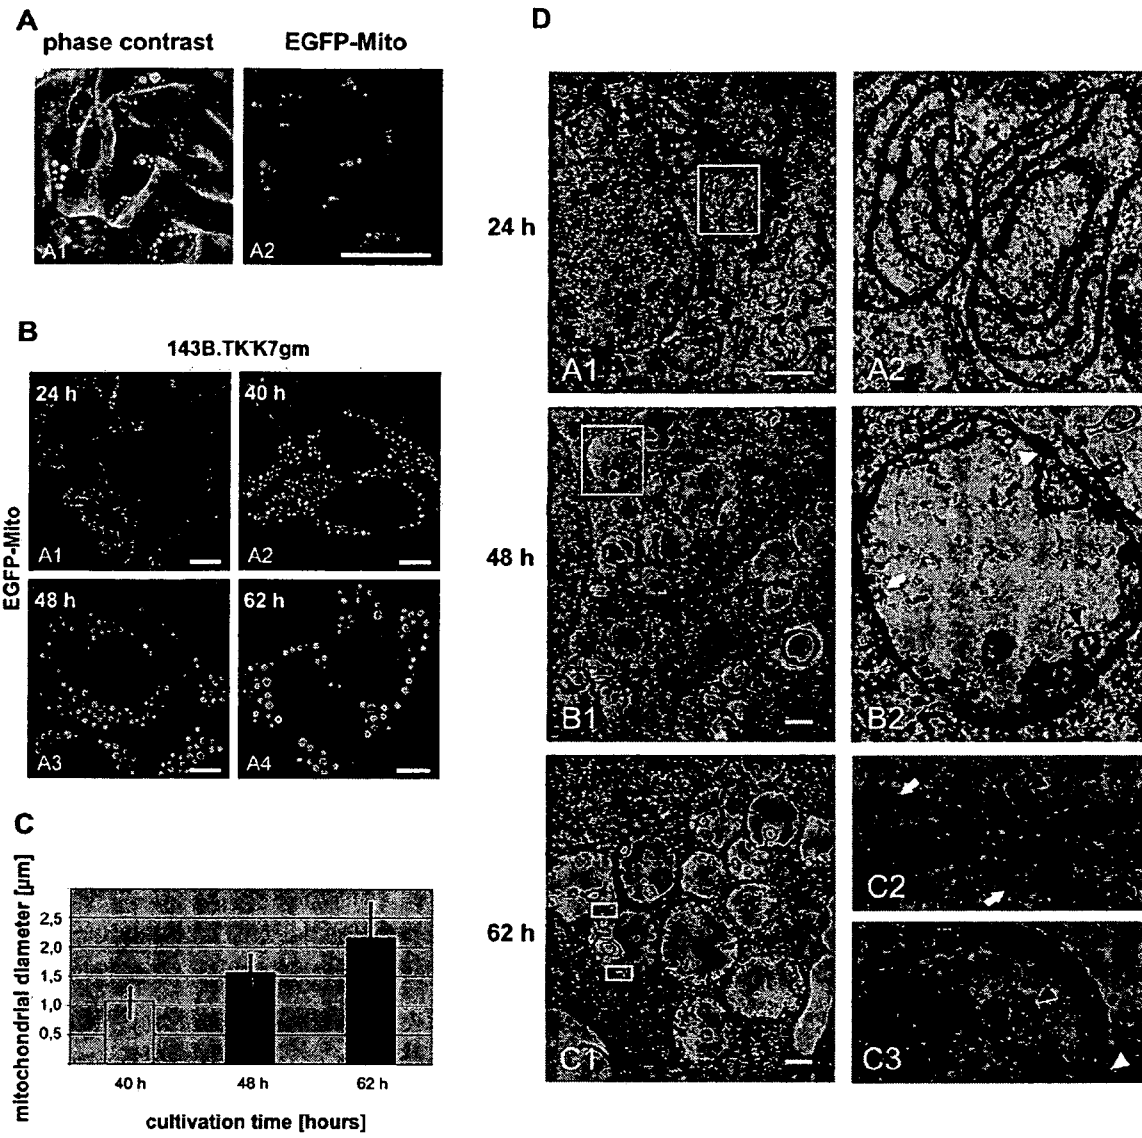 A
phase contrast
EGFP-Mito
A1
A2
B
143B.TK⁻K7gm
EGFP-Mito
24 h
A1
40 h
A2
48 h
A3
62 h
A4
C
mitochondrial diameter [µm]
2,5
2,0
1,5
1,0
0,5
40 h
48 h
62 h
cultivation time [hours]
D
24 h
A1
A2
48 h
B1
B2
62 h
C1
C2
C3